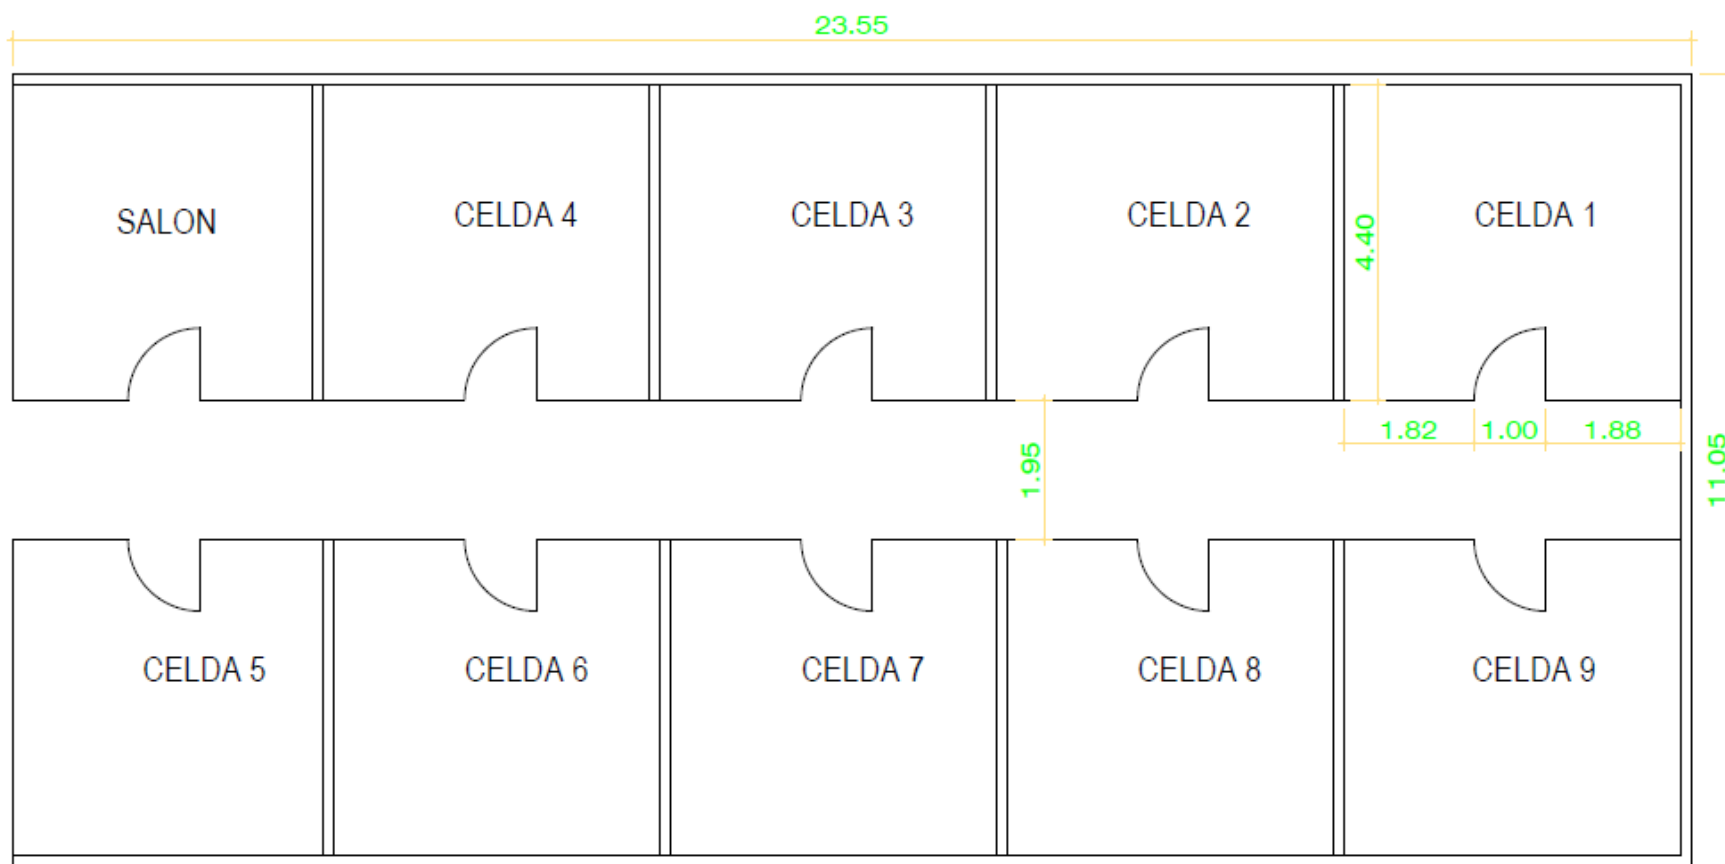 23.55
SALON
CELDA 4
CELDA 3
CELDA 2
CELDA 1
4.40
1.82
1.00
1.88
1.95
11.05
CELDA 5
CELDA 6
CELDA 7
CELDA 8
CELDA 9